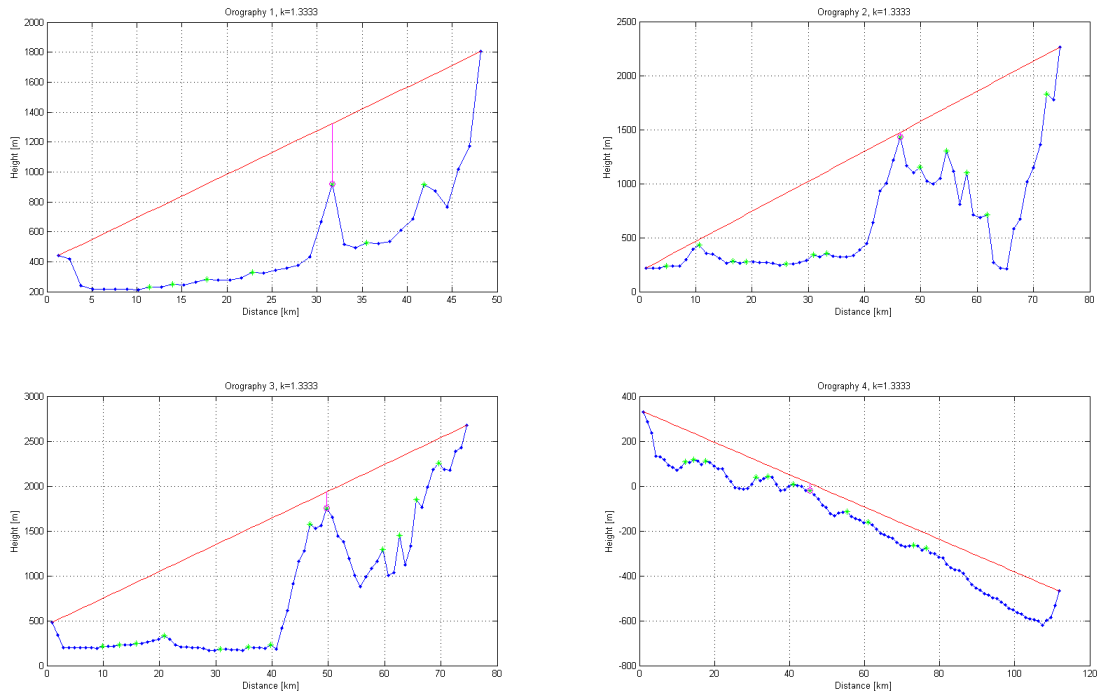 Orography 1, k=1.3333
2000
1800
1600
1400
1200
1000
800
600
400
200
Height [m]
0 5 10 15 20 25 30 35 40 45 50
Distance [km]
Orography 2, k=1.3333
2500
2000
1500
1000
500
0
Height [m]
0 10 20 30 40 50 60 70 80
Distance [km]
Orography 3, k=1.3333
3000
2500
2000
1500
1000
500
0
Height [m]
0 10 20 30 40 50 60 70 80
Distance [km]
Orography 4, k=1.3333
400
200
0
-200
-400
-600
-800
Height [m]
0 20 40 60 80 100 120
Distance [km]